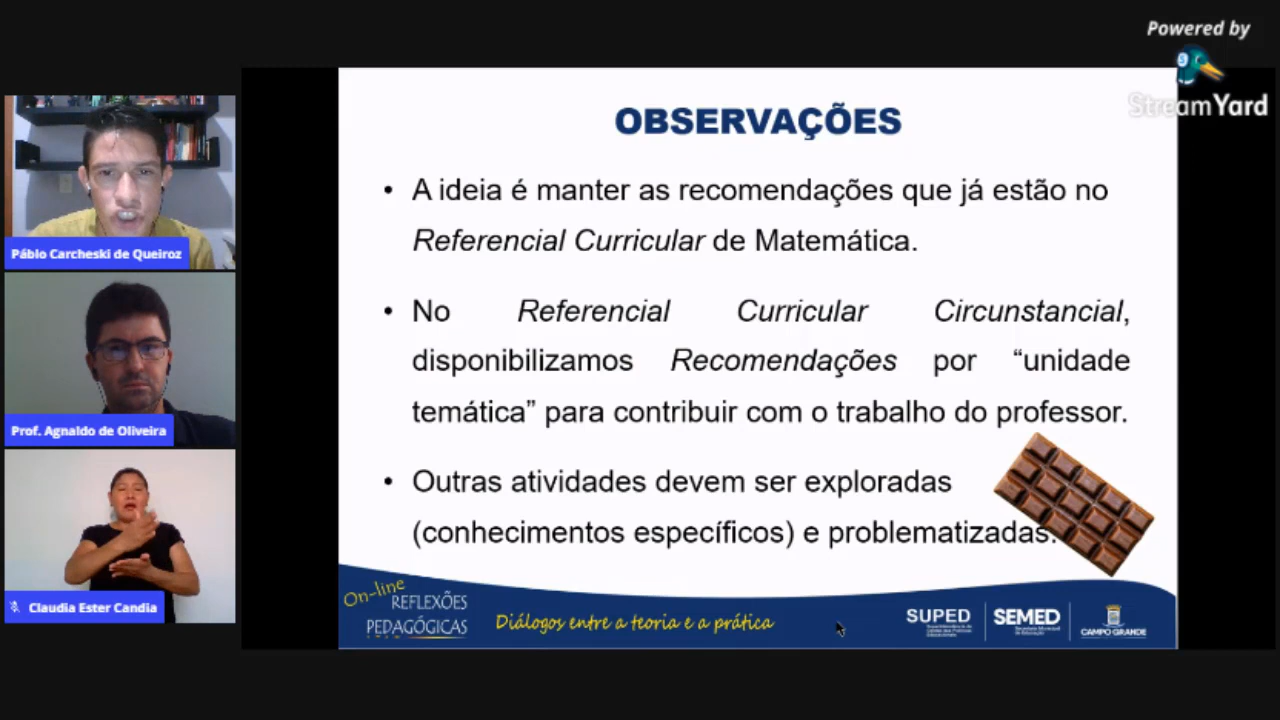 Powered by
StreamYard
Páblo Carcheski de Queiroz
Prof. Agnaldo de Oliveira
Claudia Ester Candia
OBSERVAÇÕES
• A ideia é manter as recomendações que já estão no
Referencial Curricular de Matemática.
• No Referencial Curricular Circunstancial,
disponibilizamos Recomendações por “unidade
temática” para contribuir com o trabalho do professor.
• Outras atividades devem ser exploradas
(conhecimentos específicos) e problematizadas.
On-line
REFLEXÕES
PEDAGÓGICAS
Diálogos entre a teoria e a prática
SUPED
SEMED
CAMPO GRANDE